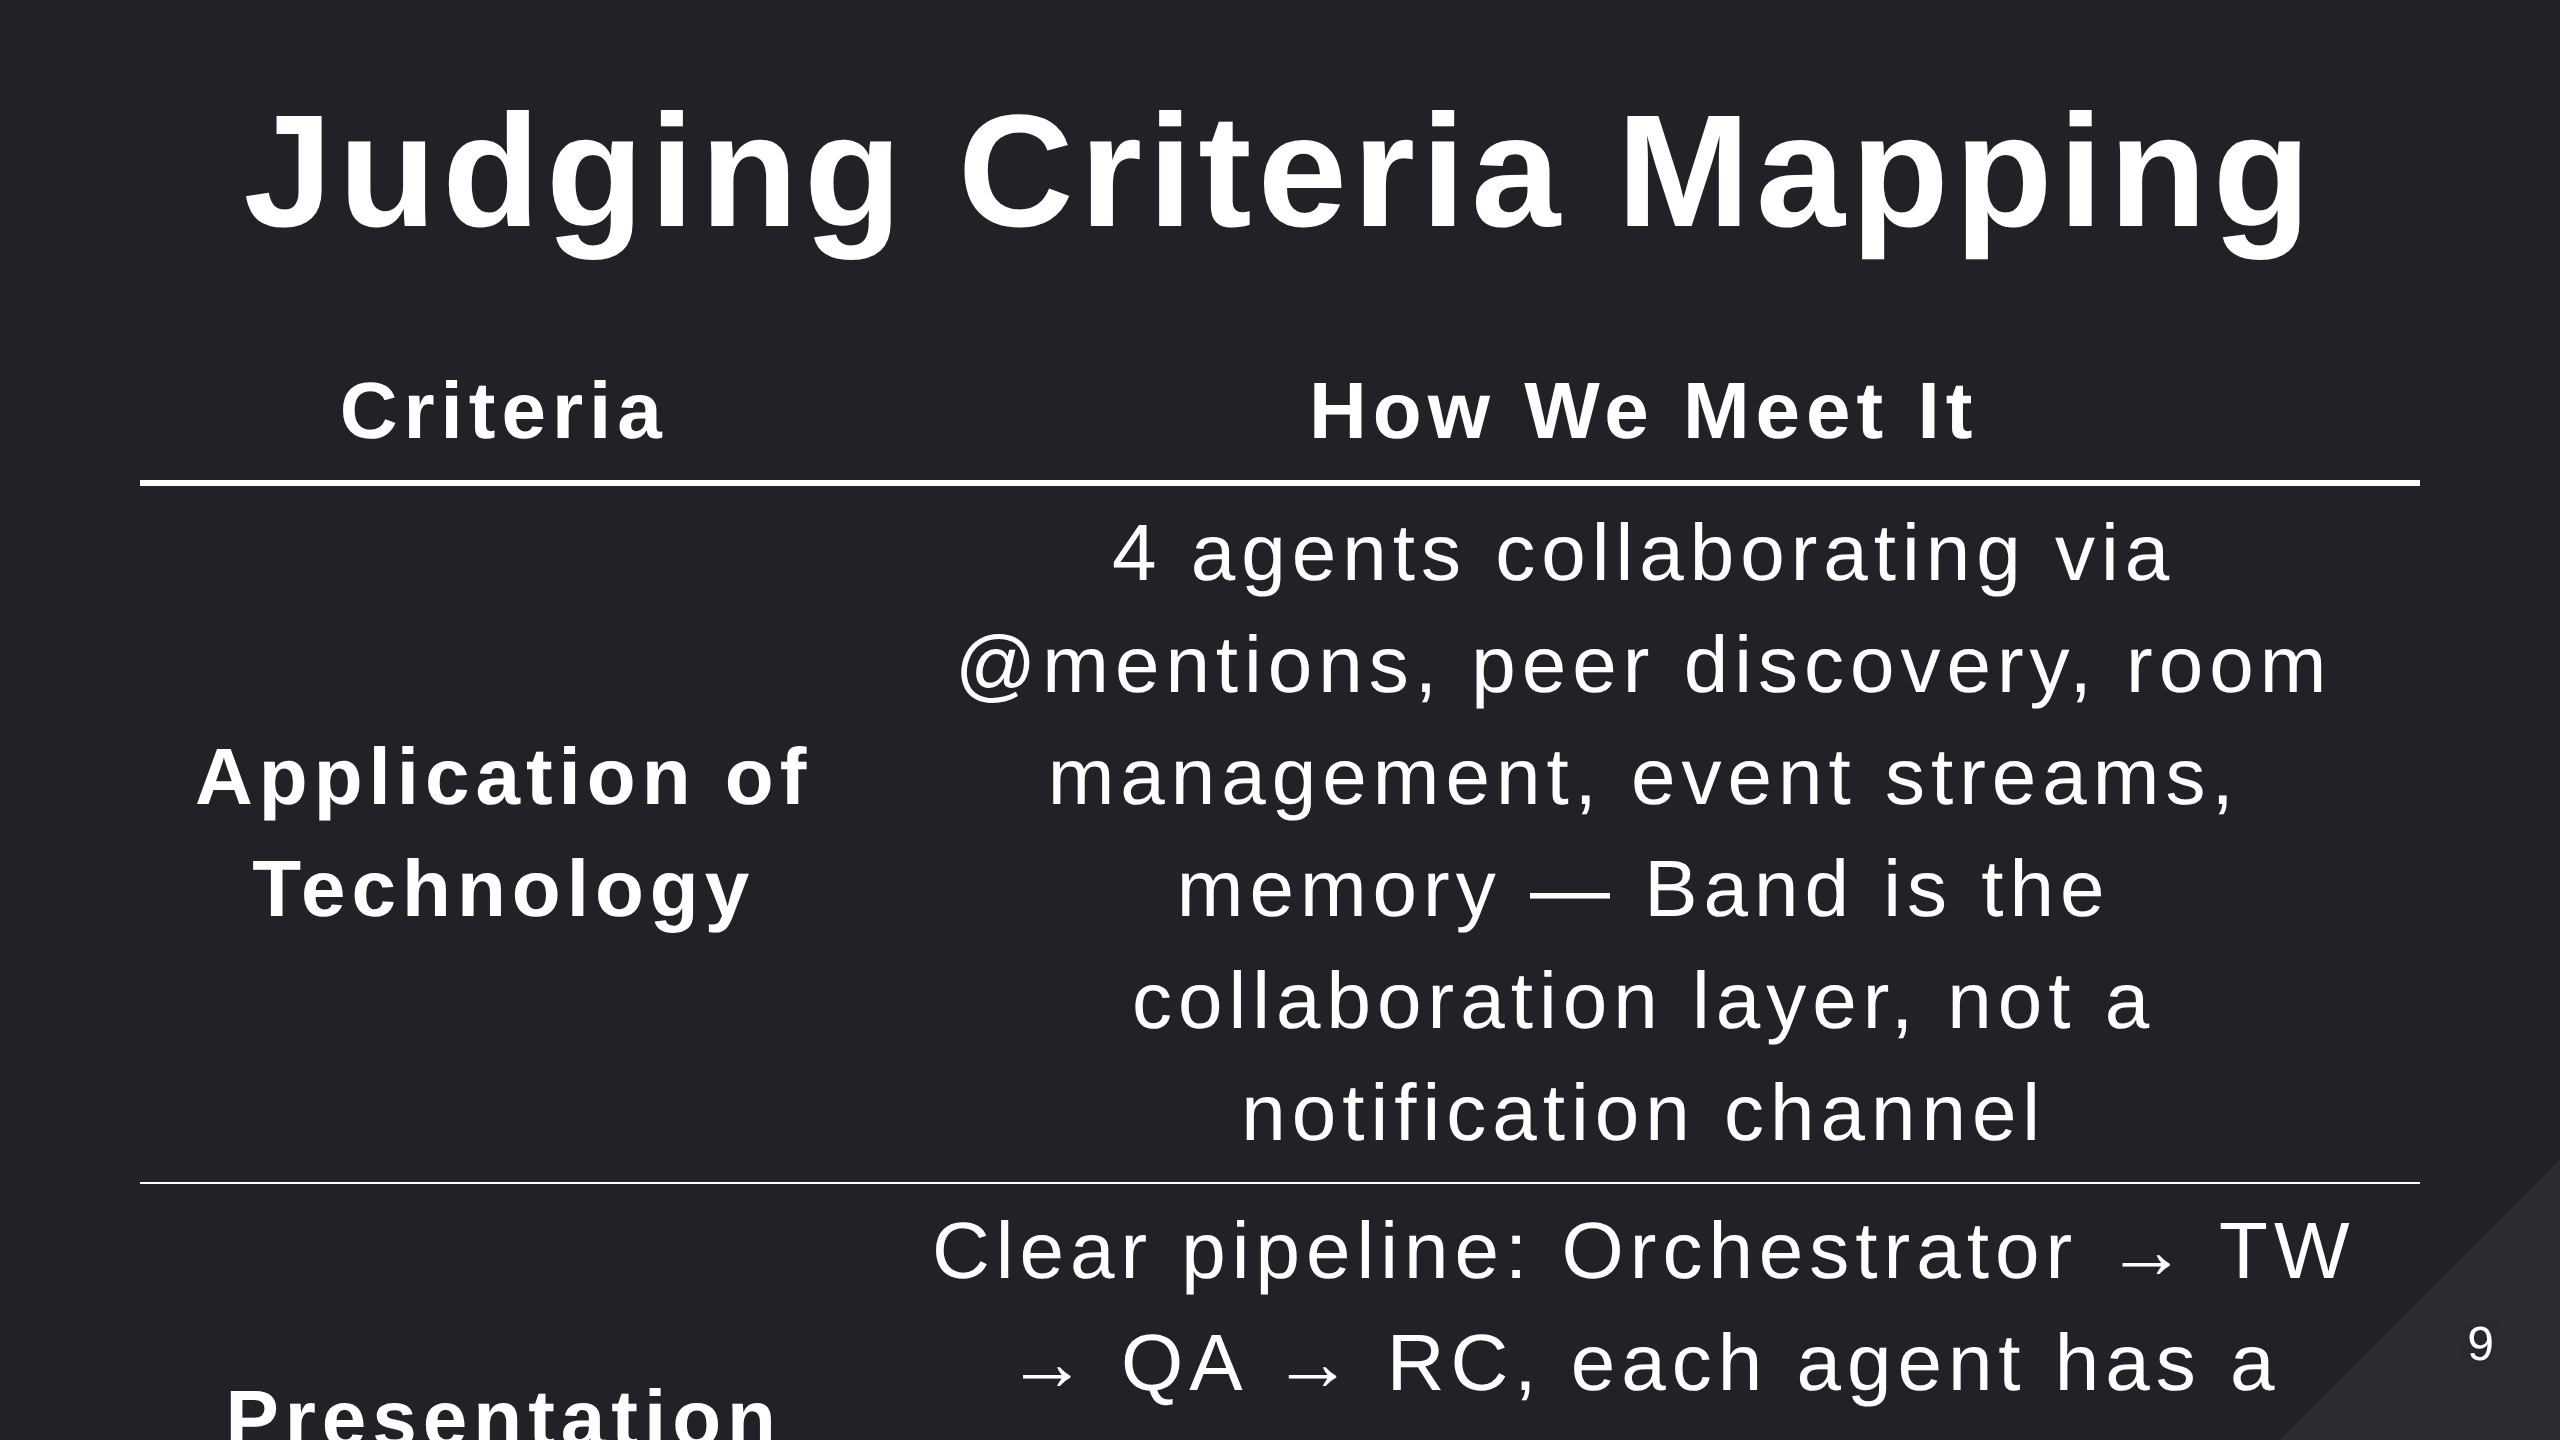 Judging Criteria Mapping
Criteria
How We Meet It
Application of
Technology
4 agents collaborating via
@mentions, peer discovery, room
management, event streams,
memory — Band is the
collaboration layer, not a
notification channel
Presentation
Clear pipeline: Orchestrator → TW
→ QA → RC, each agent has a
9